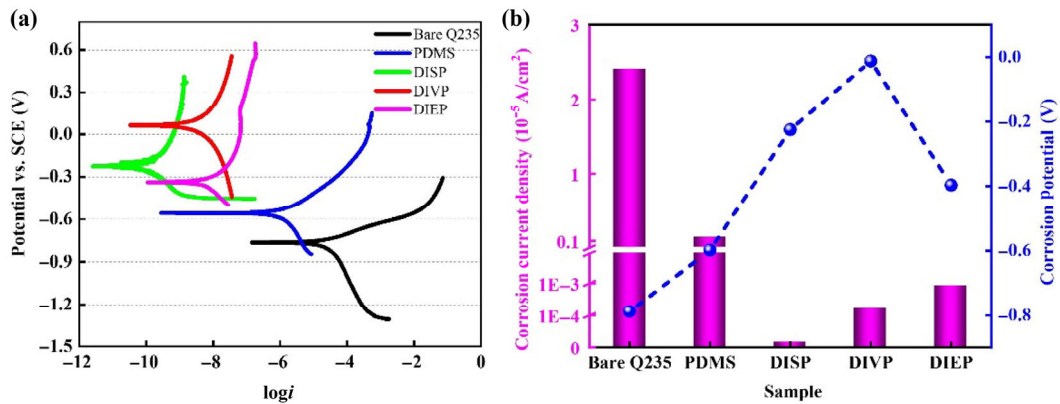 (a)
Potential vs. SCE (V)
0.6
0.3
0.0
−0.3
−0.6
−0.9
−1.2
−1.5
−12
−10
−8
−6
−4
−2
0
logi
Bare Q235
PDMS
DISP
DIVP
DIEP
(b)
Corrosion current density (10⁻⁵ A/cm²)
3
2
1
0.1
1E−3
1E−4
0
Bare Q235
PDMS
DISP
DIVP
DIEP
Sample
0.0
−0.2
−0.4
−0.6
−0.8
Corrosion Potential (V)